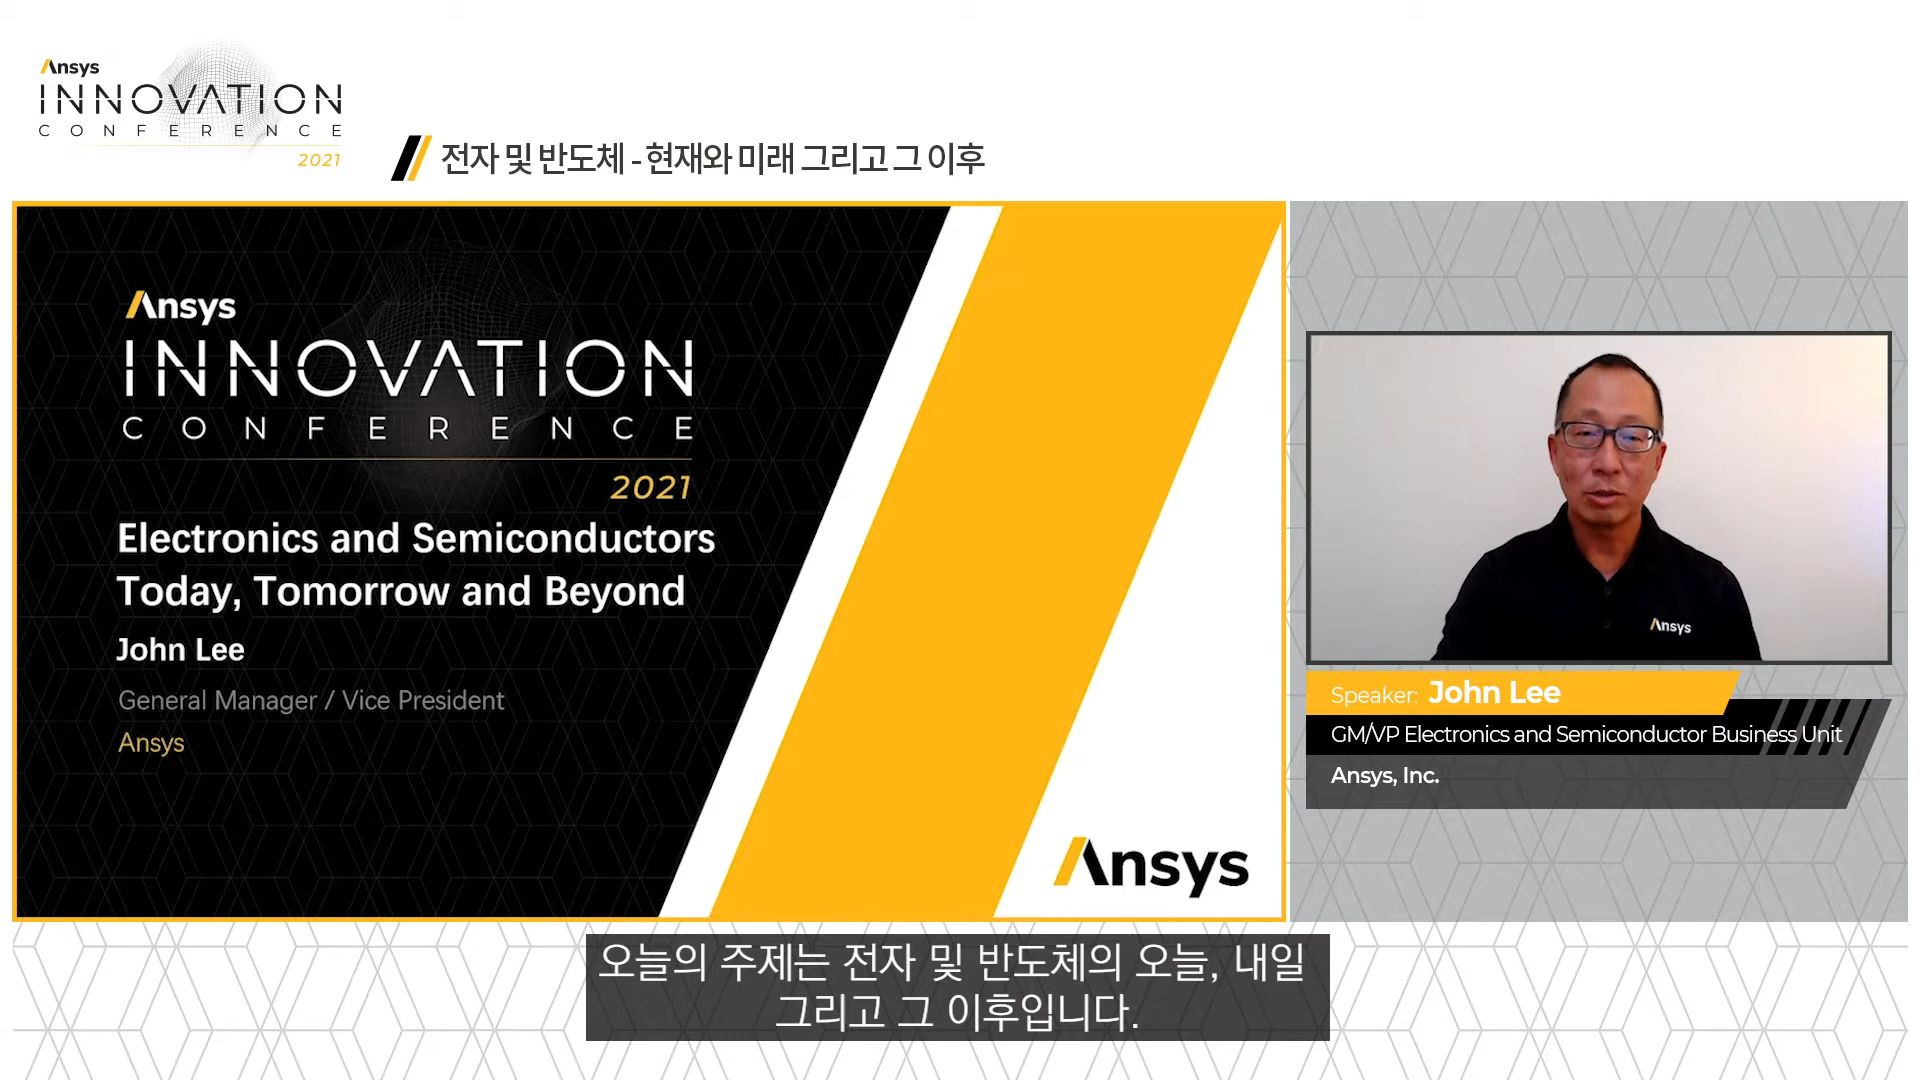 Ansys
INNOVATION
CONFERENCE
2021
전자 및 반도체 - 현재와 미래 그리고 그 이후
Ansys
INNOVATION
CONFERENCE
2021
Electronics and Semiconductors
Today, Tomorrow and Beyond
John Lee
General Manager / Vice President
Ansys
Ansys
Ansys
Speaker: John Lee
GM/VP Electronics and Semiconductor Business Unit
Ansys, Inc.
오늘의 주제는 전자 및 반도체의 오늘, 내일
그리고 그 이후입니다.